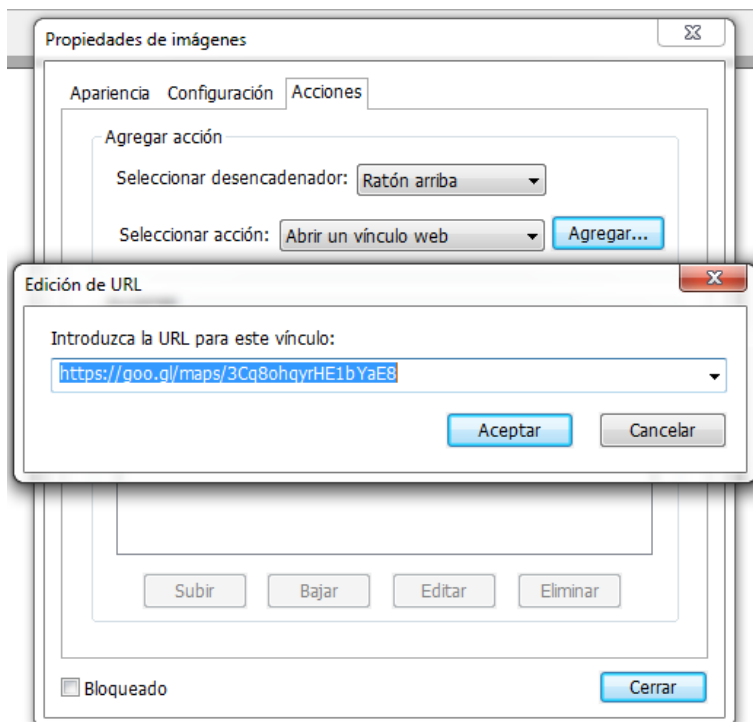 Propiedades de imágenes
Apariencia Configuración Acciones
Agregar acción
Seleccionar desencadenador: Ratón arriba
Seleccionar acción: Abrir un vínculo web Agregar...
Edición de URL
Introduzca la URL para este vínculo:
https://goo.gl/maps/3Cq8ohqyrHE1bYaE8
Aceptar Cancelar
Subir Bajar Editar Eliminar
Bloqueado Cerrar